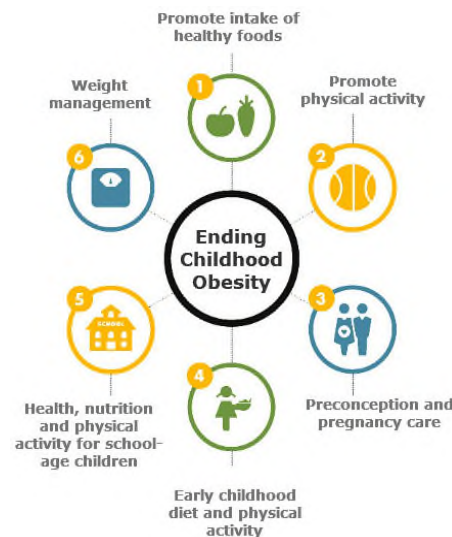 Promote intake of
healthy foods
1
Promote
physical activity
2
Preconception and
pregnancy care
3
Early childhood
diet and physical
activity
4
Health, nutrition
and physical
activity for school-
age children
5
SCHOOL
Weight
management
6
Ending
Childhood
Obesity